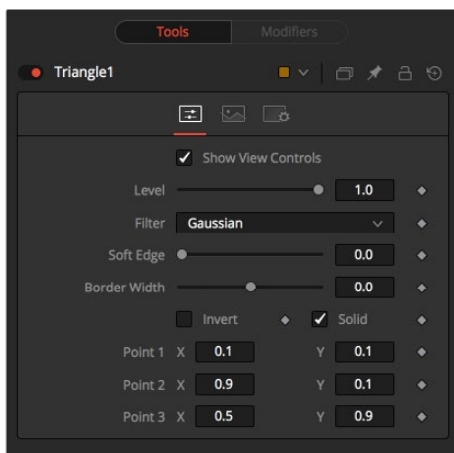 Tools Modifiers
Triangle1
Show View Controls
Level 1.0
Filter Gaussian
Soft Edge 0.0
Border Width 0.0
Invert Solid
Point 1 X 0.1 Y 0.1
Point 2 X 0.9 Y 0.1
Point 3 X 0.5 Y 0.9